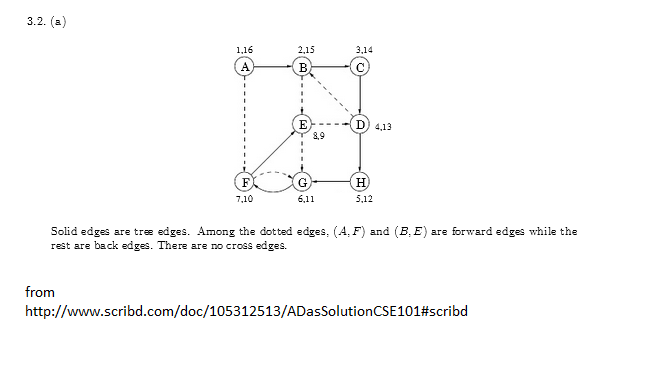 3.2. (a)
1,16 2,15 3,14
A B C
E D 4,13
8,9
F G H
7,10 6,11 5,12
Solid edges are tree edges. Among the dotted edges, (A, F) and (B, E) are forward edges while the
rest are back edges. There are no cross edges.
from
http://www.scribd.com/doc/105312513/ADasSolutionCSE101#scribd